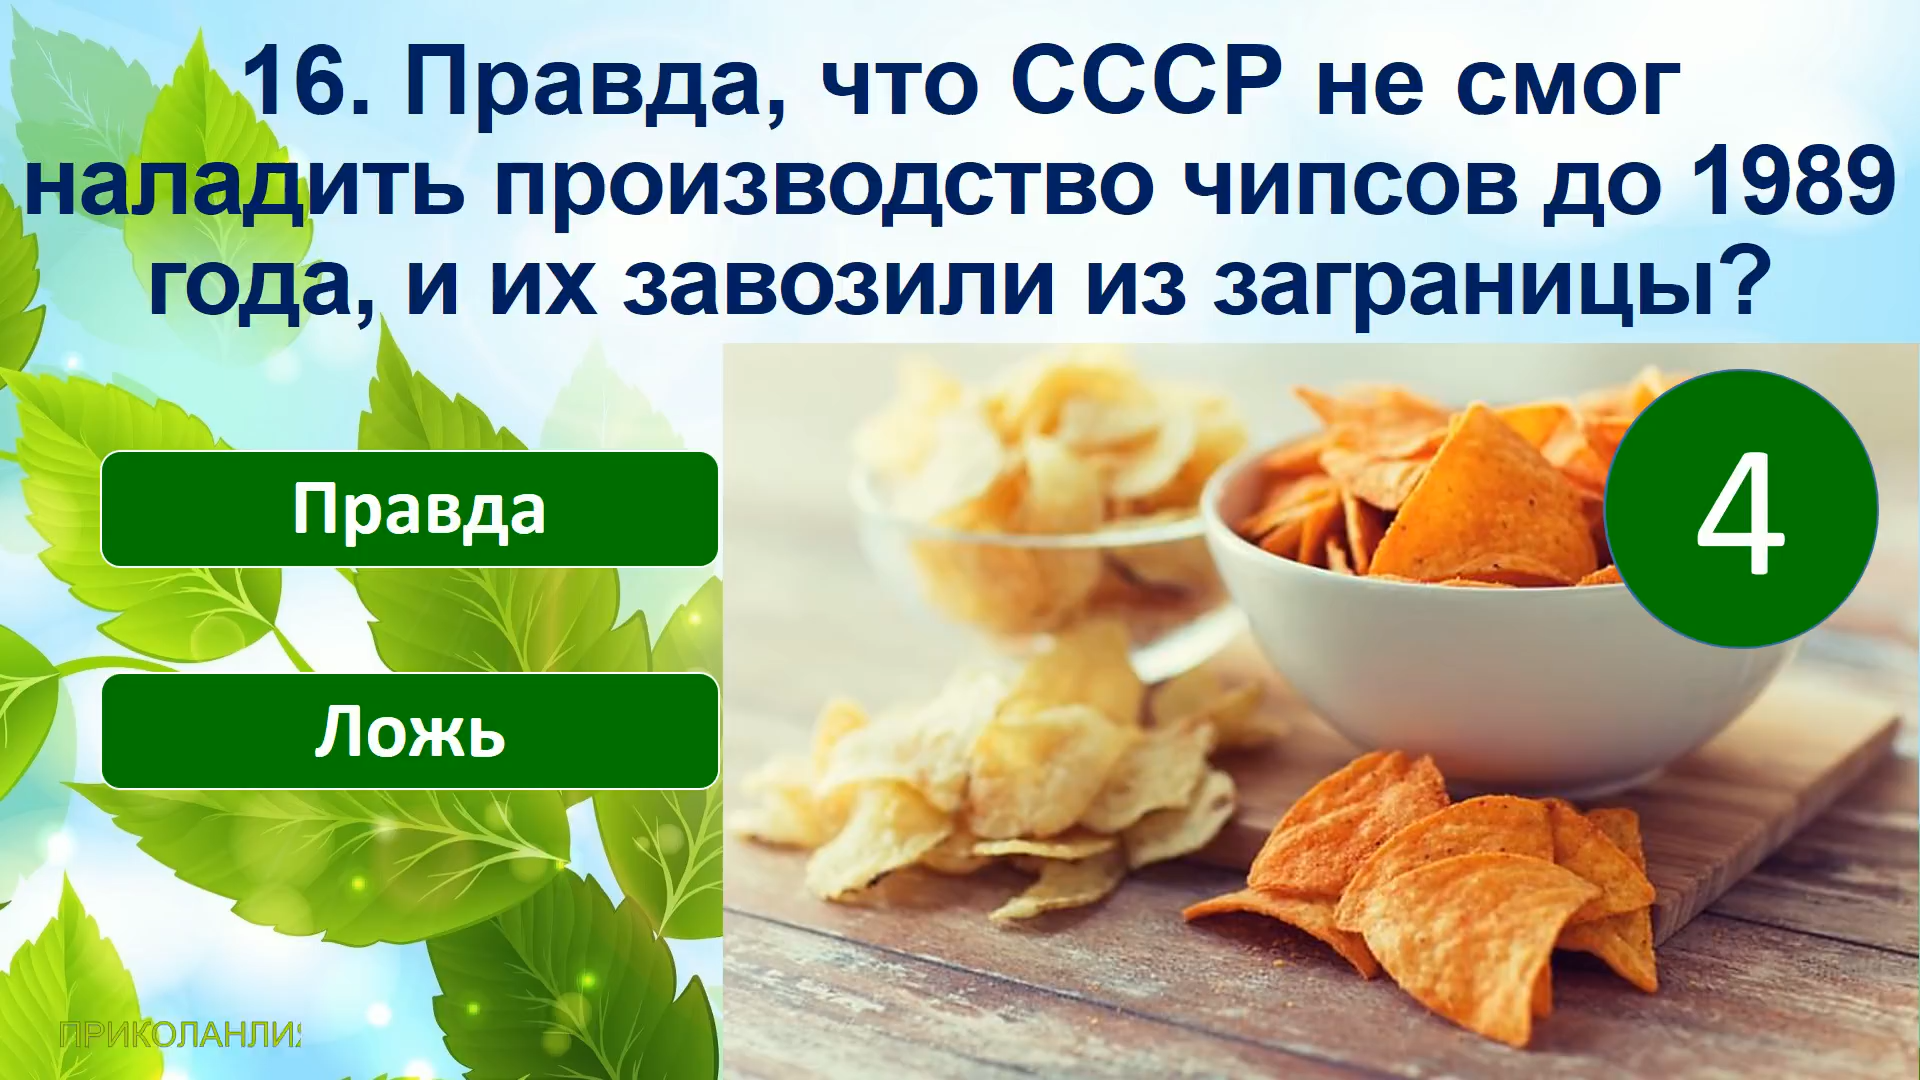 16. Правда, что СССР не смог
наладить производство чипсов до 1989
года, и их завозили из заграницы?
4
Правда
Ложь